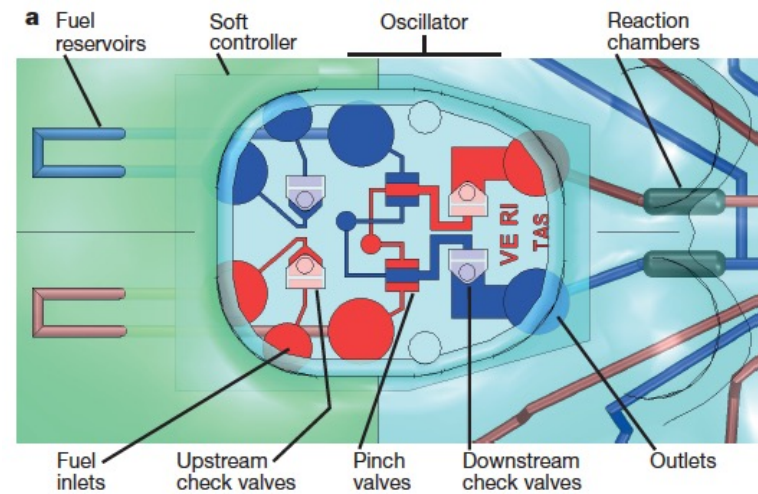 a
Fuel
reservoirs
Soft
controller
Oscillator
Reaction
chambers
VE RI
TAS
Fuel
inlets
Upstream
check valves
Pinch
valves
Downstream
check valves
Outlets